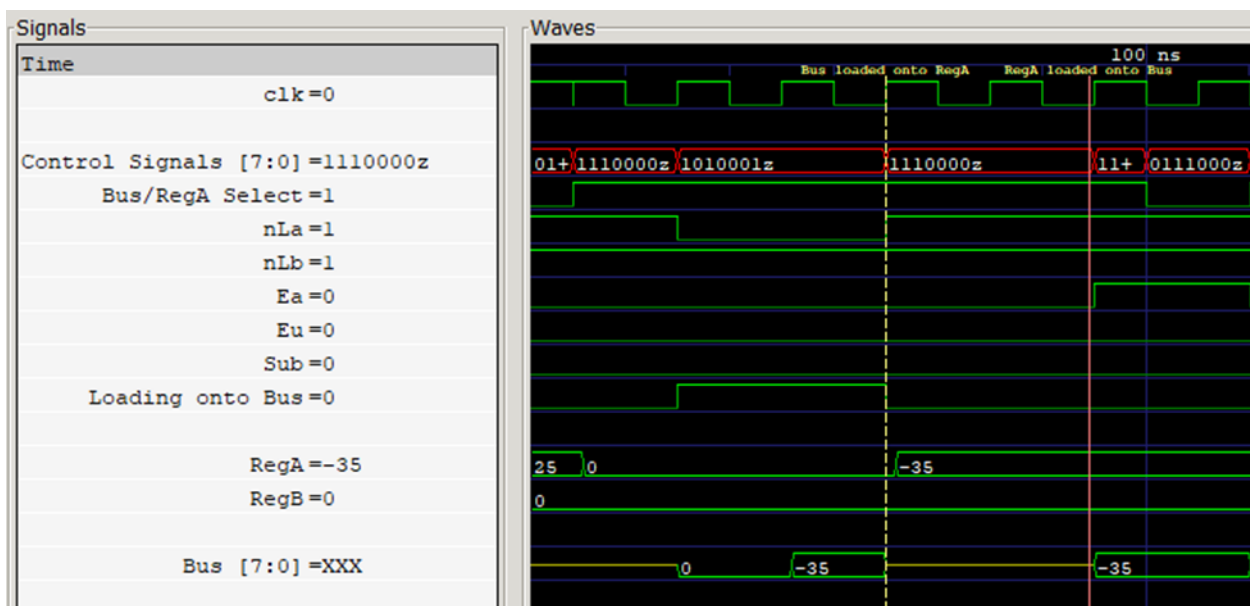 Signals
Waves
Time
100 ns
Bus loaded onto RegA RegA loaded onto Bus
clk=0
Control Signals [7:0]=1110000z
01+ 1110000z 1010001z 1110000z 11+ 0111000z
Bus/RegA Select=1
nLa=1
nLb=1
Ea=0
Eu=0
Sub=0
Loading onto Bus=0
RegA=-35
25 0 -35
RegB=0
0
Bus [7:0]=XXX
0 -35 -35